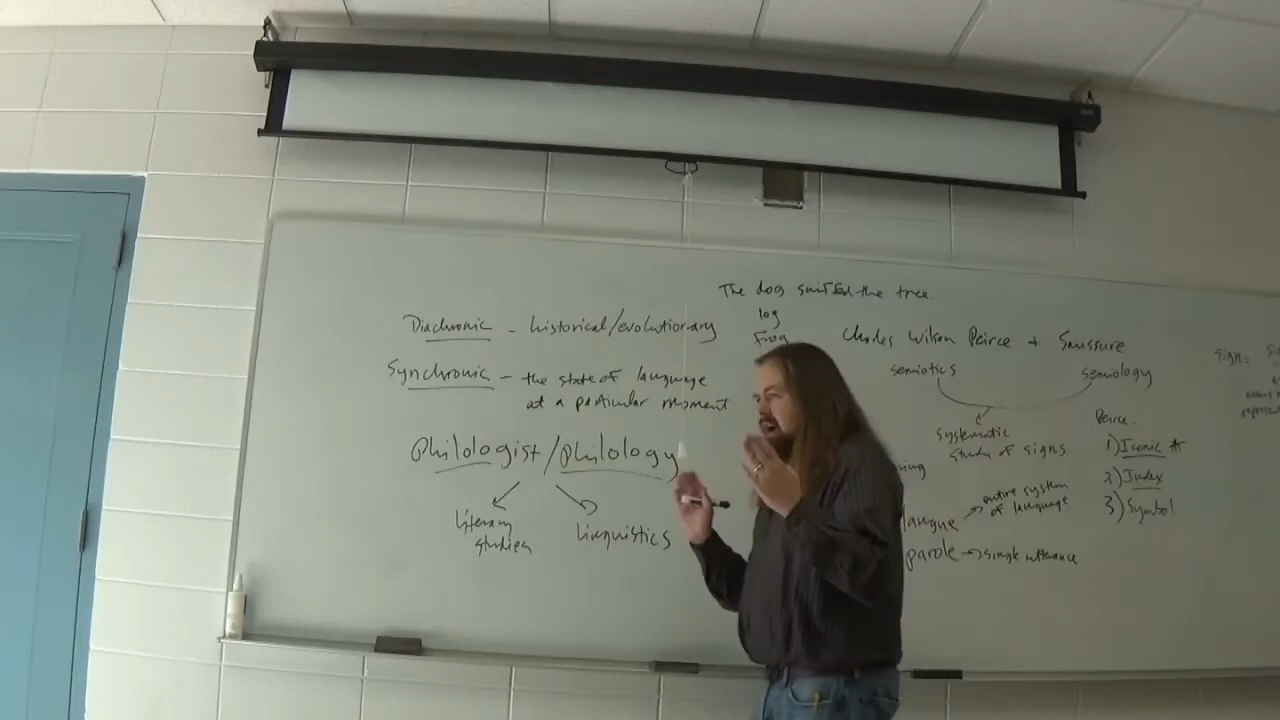 The dog sniffed the tree.
log
Frog
Diachronic - historical/evolutionary
Synchronic - the state of language
at a particular moment
Philologist/philology
Literary
studies
Linguistics
Charles Wilson Peirce + Saussure
semiotics
semiology
Systematic
study of signs
Peirce:
1) Iconic *
2) Index
3) Symbol
langue → entire system
of language
parole → single utterance
sign =